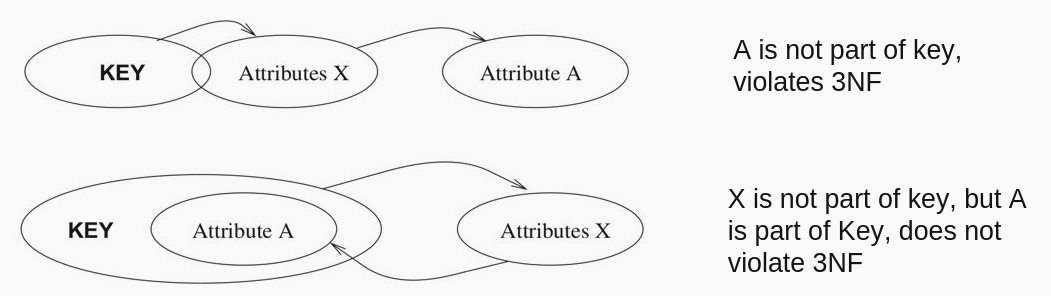 KEY
Attributes X
Attribute A
A is not part of key,
violates 3NF
KEY
Attribute A
Attributes X
X is not part of key, but A
is part of Key, does not
violate 3NF